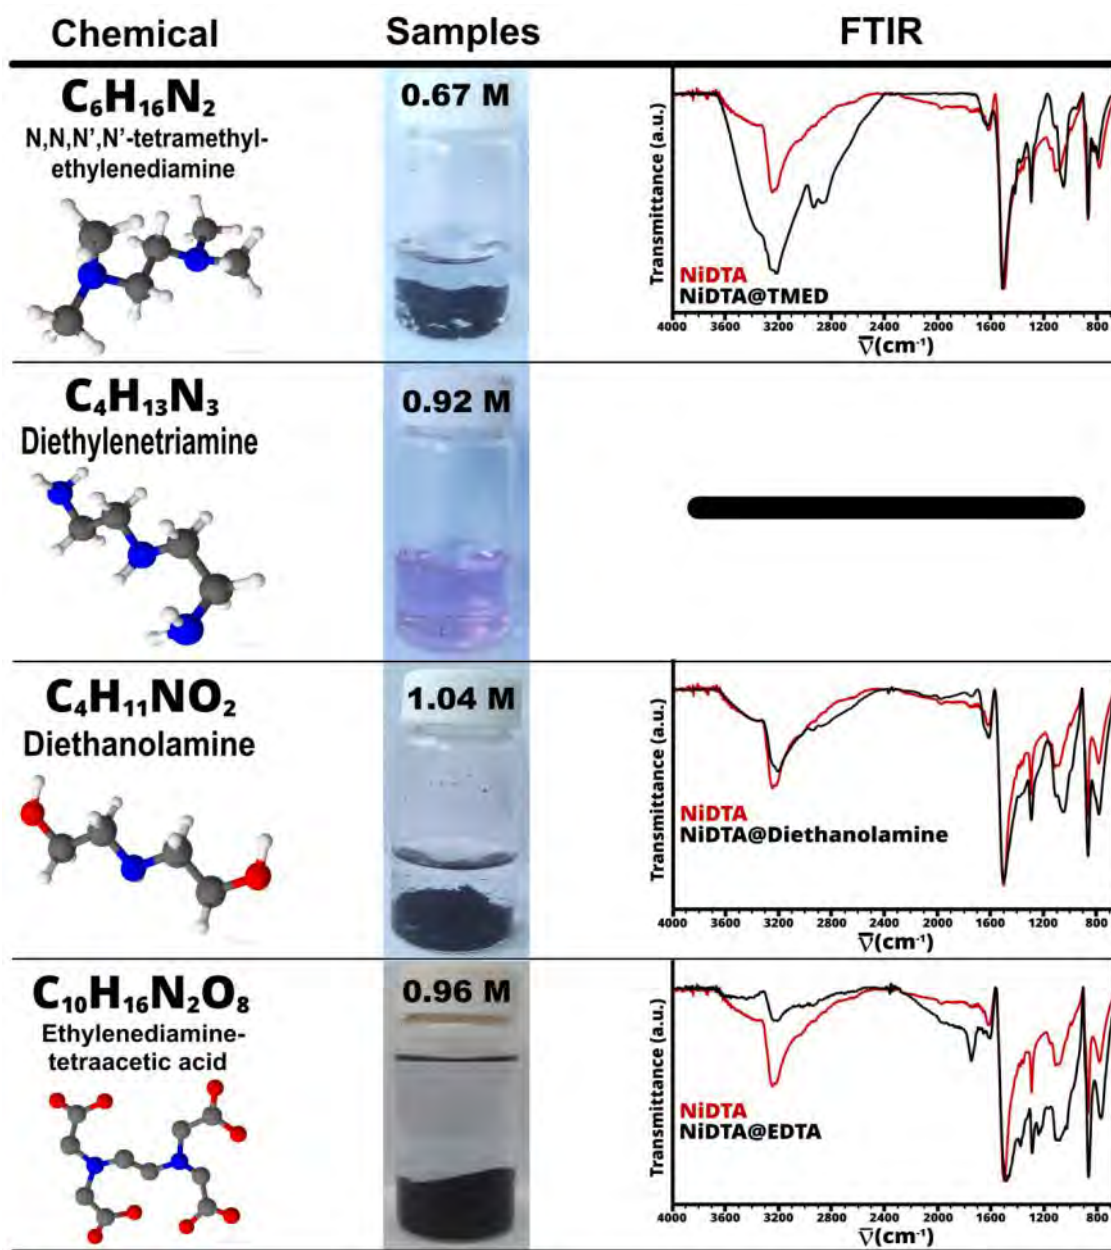 Chemical Samples FTIR
C₆H₁₆N₂
N,N,N',N'-tetramethyl-
ethylenediamine
0.67 M
Transmittance (a.u.)
NiDTA
NiDTA@TMED
4000 3600 3200 2800 2400 2000 1600 1200 800
ν̅(cm⁻¹)
C₄H₁₃N₃
Diethylenetriamine
0.92 M
C₄H₁₁NO₂
Diethanolamine
1.04 M
Transmittance (a.u.)
NiDTA
NiDTA@Diethanolamine
4000 3600 3200 2800 2400 2000 1600 1200 800
ν̅(cm⁻¹)
C₁₀H₁₆N₂O₈
Ethylenediamine-
tetraacetic acid
0.96 M
Transmittance (a.u.)
NiDTA
NiDTA@EDTA
4000 3600 3200 2800 2400 2000 1600 1200 800
ν̅(cm⁻¹)